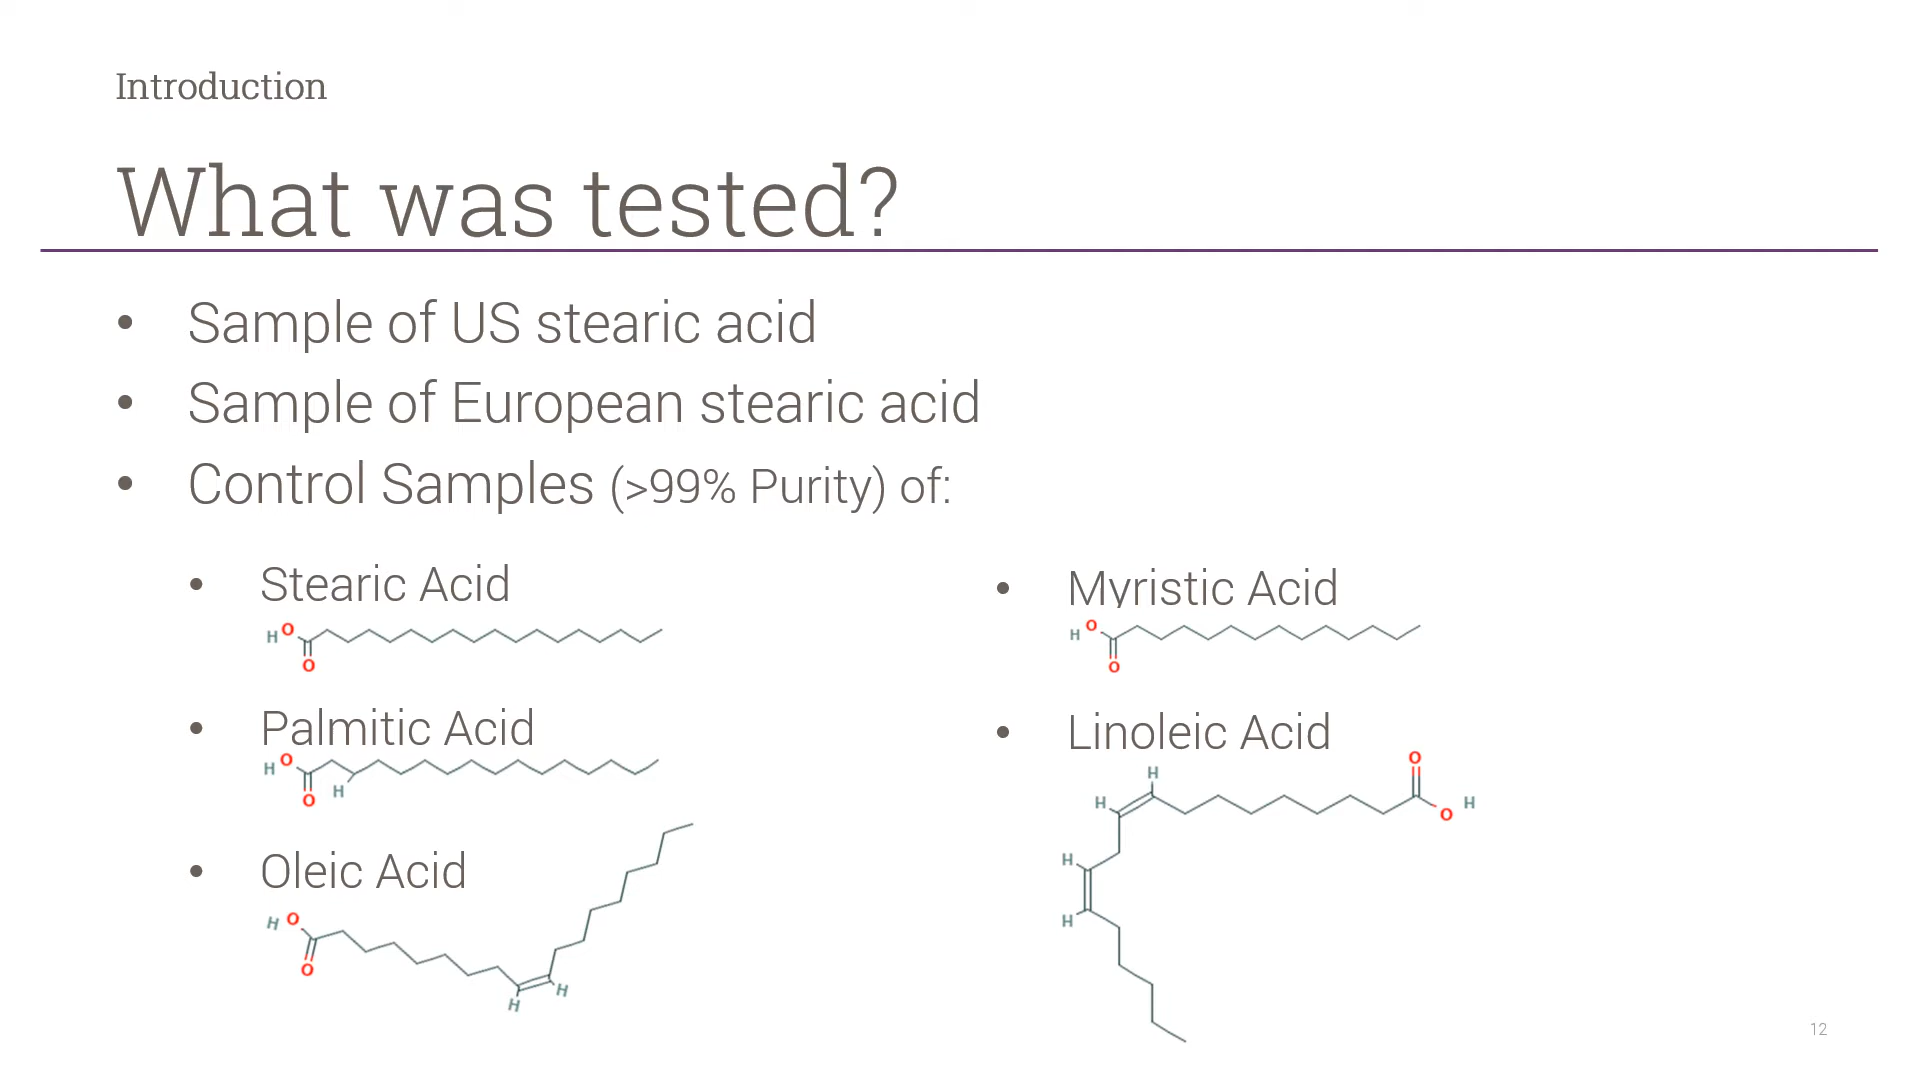 Introduction
What was tested?
• Sample of US stearic acid
• Sample of European stearic acid
• Control Samples (>99% Purity) of:
• Stearic Acid
H O
O
• Palmitic Acid
H O
O
H
• Oleic Acid
H O
O
H
H
• Myristic Acid
H O
O
• Linoleic Acid
O
H
H
H
O
H
H
12